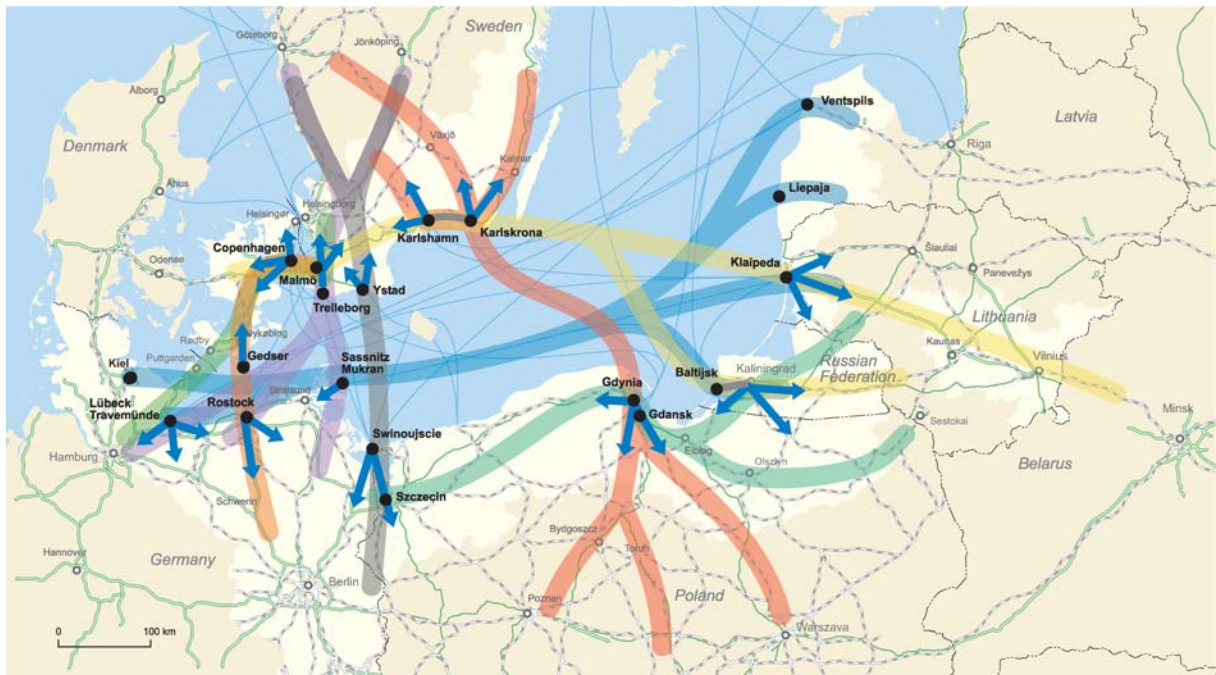 Sweden
Göteborg
Jönköping
Ålborg
Ventspils
Latvia
Denmark
Växjö
Riga
Kalmar
Århus
Liepaja
Helsingør
Helsingborg
Karlshamn
Karlskrona
Copenhagen
Šiauliai
Odense
Malmö
Klaipeda
Panevežys
Ystad
Trelleborg
Lithuania
Nykøbing
Rødby
Kaunas
Vilnius
Puttgarden
Gedser
Sassnitz
Mukran
Kiel
Baltijsk
Kaliningrad
Russian
Federation
Stralsund
Gdynia
Lübeck
Travemünde
Rostock
Gdansk
Minsk
Sestokai
Elblag
Swinoujscie
Hamburg
Olsztyn
Belarus
Schwerin
Szczecin
Bydgoszcz
Hannover
Toruń
Germany
Berlin
Poznan
Poland
Warszawa
0 100 km